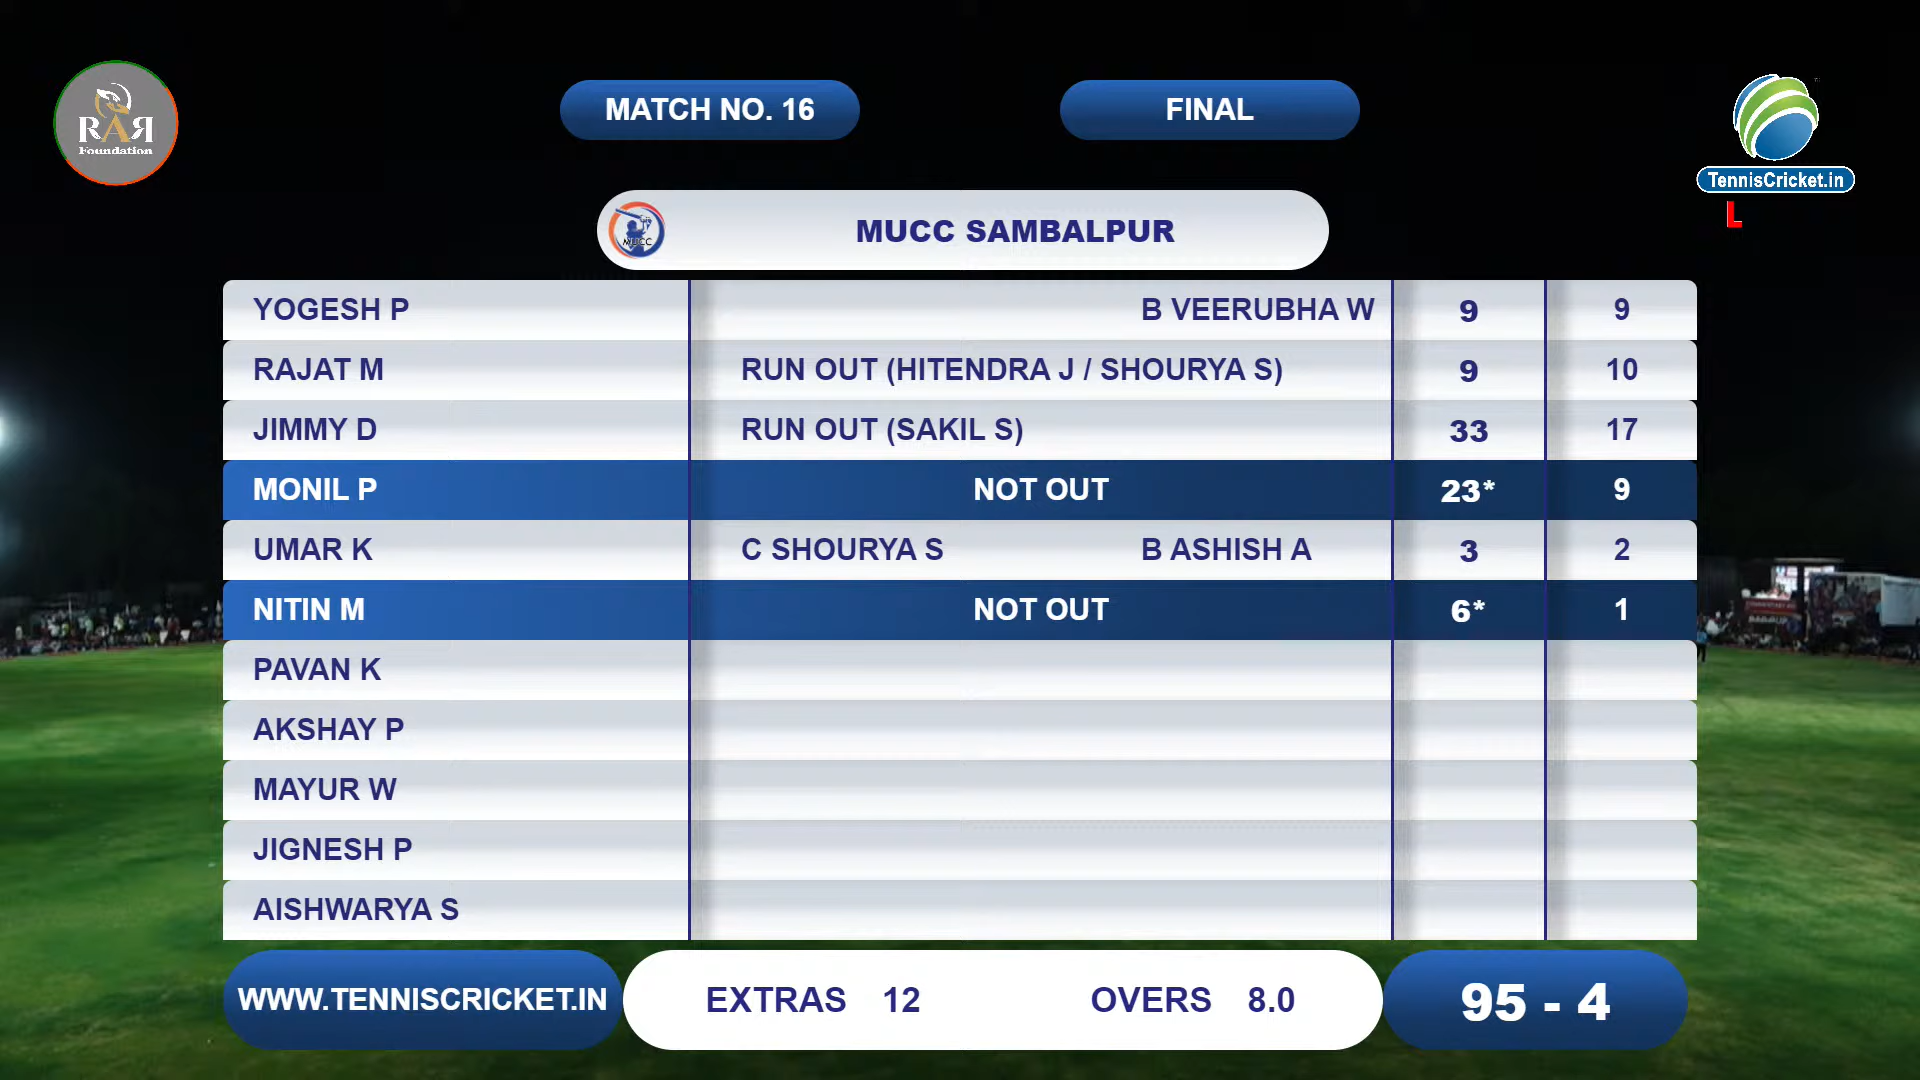 RAR
Foundation
MATCH NO. 16
FINAL
TennisCricket.in
L
MUCC
MUCC SAMBALPUR
YOGESH P B VEERUBHA W 9 9
RAJAT M RUN OUT (HITENDRA J / SHOURYA S) 9 10
JIMMY D RUN OUT (SAKIL S) 33 17
MONIL P NOT OUT 23* 9
UMAR K C SHOURYA S B ASHISH A 3 2
NITIN M NOT OUT 6* 1
PAVAN K
AKSHAY P
MAYUR W
JIGNESH P
AISHWARYA S
WWW.TENNISCRICKET.IN EXTRAS 12 OVERS 8.0 95 - 4